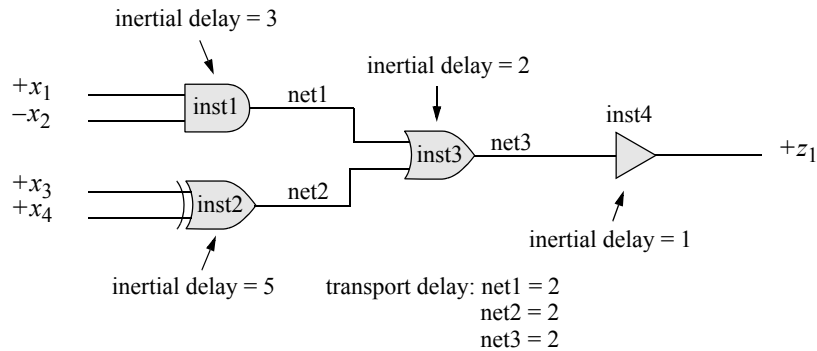 inertial delay = 3
inertial delay = 2
+x₁
−x₂
inst1
net1
inst4
inst3
net3
+z₁
+x₃
+x₄
inst2
net2
inertial delay = 1
inertial delay = 5
transport delay: net1 = 2
net2 = 2
net3 = 2